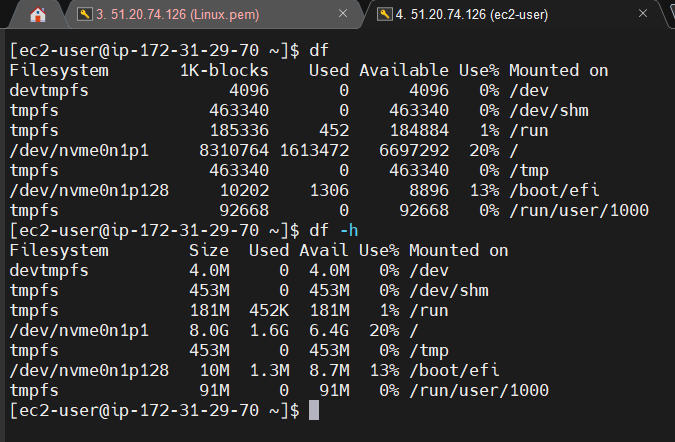 3. 51.20.74.126 (Linux.pem)
4. 51.20.74.126 (ec2-user)
[ec2-user@ip-172-31-29-70 ~]$ df
Filesystem       1K-blocks    Used Available Use% Mounted on
devtmpfs              4096       0      4096   0% /dev
tmpfs               463340       0    463340   0% /dev/shm
tmpfs               185336     452    184884   1% /run
/dev/nvme0n1p1     8310764 1613472   6697292  20% /
tmpfs               463340       0    463340   0% /tmp
/dev/nvme0n1p128     10202    1306      8896  13% /boot/efi
tmpfs                92668       0     92668   0% /run/user/1000
[ec2-user@ip-172-31-29-70 ~]$ df -h
Filesystem        Size  Used Avail Use% Mounted on
devtmpfs          4.0M     0  4.0M   0% /dev
tmpfs             453M     0  453M   0% /dev/shm
tmpfs             181M  452K  181M   1% /run
/dev/nvme0n1p1    8.0G  1.6G  6.4G  20% /
tmpfs             453M     0  453M   0% /tmp
/dev/nvme0n1p128   10M  1.3M  8.7M  13% /boot/efi
tmpfs              91M     0   91M   0% /run/user/1000
[ec2-user@ip-172-31-29-70 ~]$